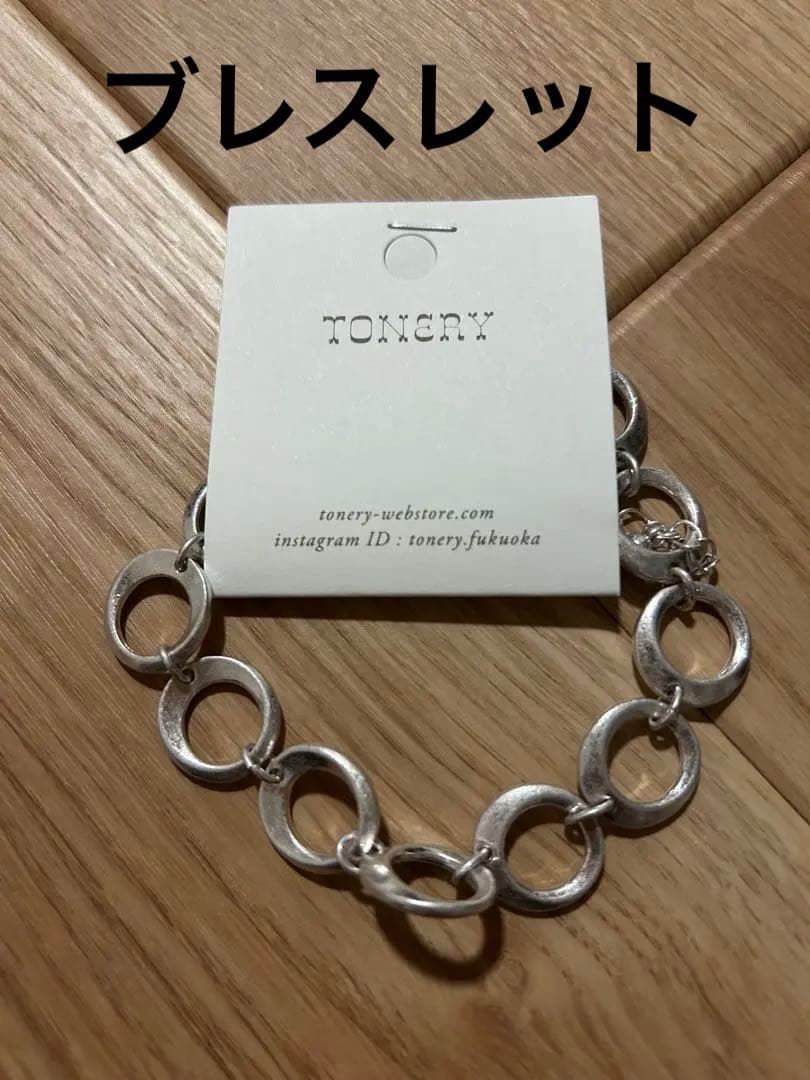 ブレスレット
TONERY
tonery-webstore.com
instagram ID : tonery.fukuoka